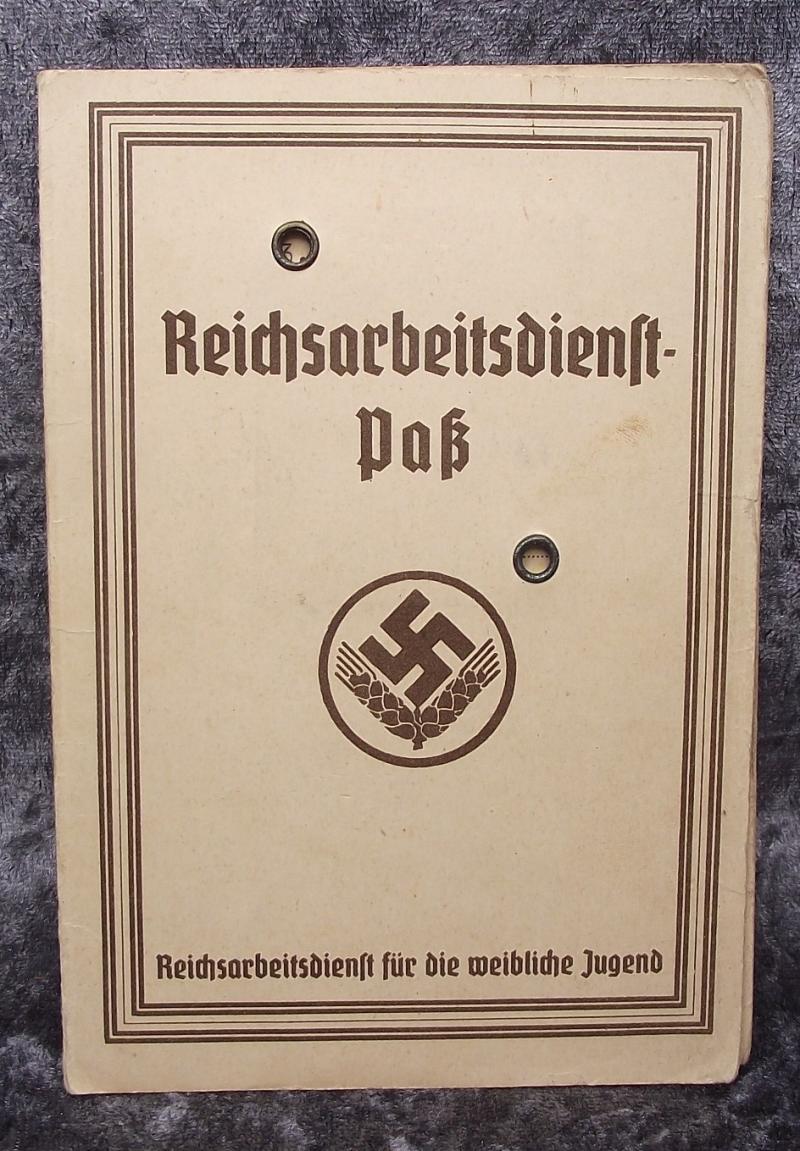 Reichsarbeitsdienſt-
Paß
Reichsarbeitsdienſt für die weibliche Jugend